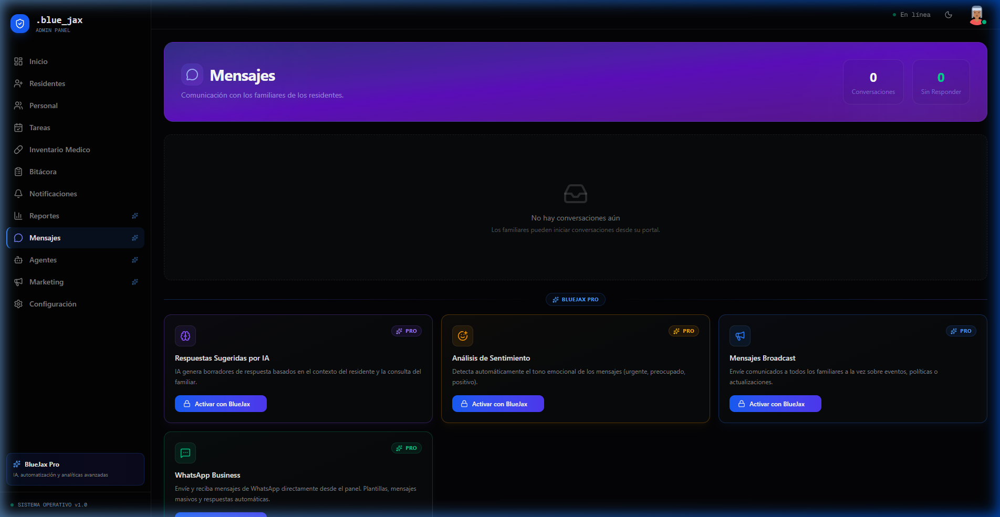 .blue_jax
ADMIN PANEL
En línea
Inicio
Residentes
Personal
Tareas
Inventario Medico
Bitácora
Notificaciones
Reportes
Mensajes
Agentes
Marketing
Configuración
BlueJax Pro
IA, automatización y analíticas avanzadas
SISTEMA OPERATIVO v1.0
Mensajes
Comunicación con los familiares de los residentes.
0
Conversaciones
0
Sin Responder
No hay conversaciones aún
Los familiares pueden iniciar conversaciones desde su portal.
BLUEJAX PRO
PRO
Respuestas Sugeridas por IA
IA genera borradores de respuesta basados en el contexto del residente y la consulta del
familiar.
Activar con BlueJax
PRO
Análisis de Sentimiento
Detecta automáticamente el tono emocional de los mensajes (urgente, preocupado,
positivo).
Activar con BlueJax
PRO
Mensajes Broadcast
Envíe comunicados a todos los familiares a la vez sobre eventos, políticas o
actualizaciones.
Activar con BlueJax
PRO
WhatsApp Business
Envíe y reciba mensajes de WhatsApp directamente desde el panel. Plantillas, mensajes
masivos y respuestas automáticas.